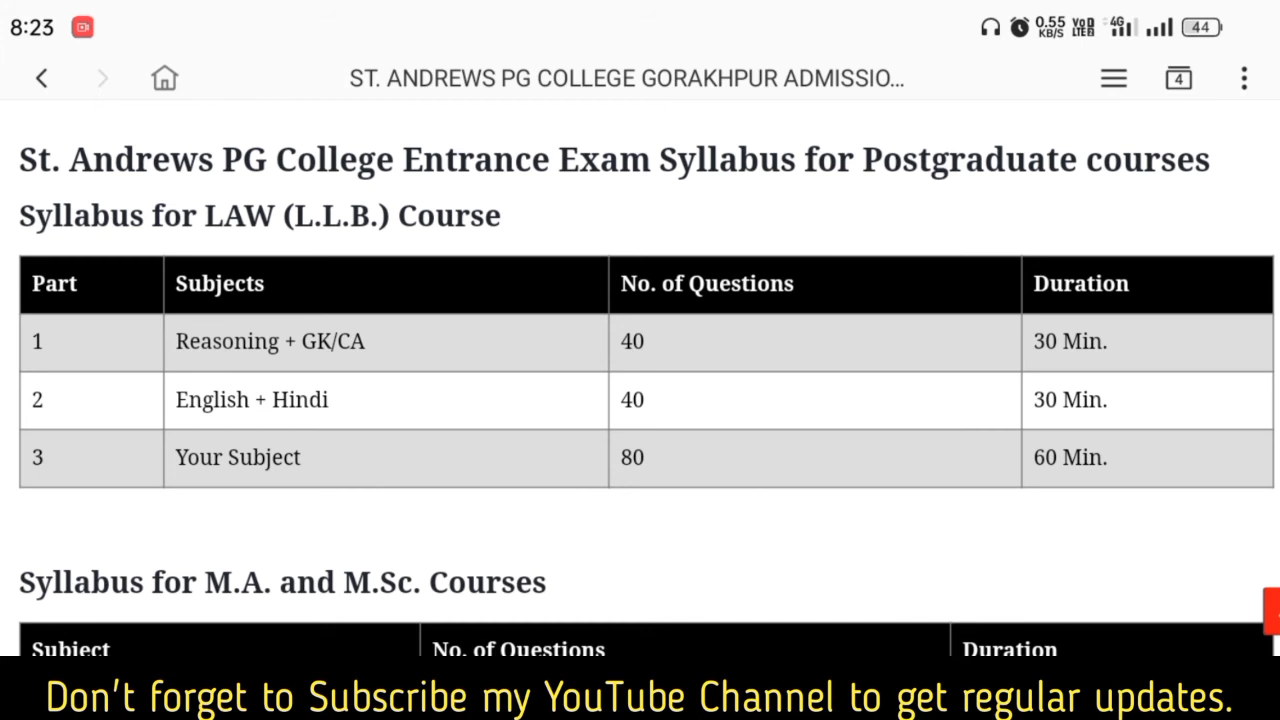 8:23 0.55 KB/S VoD LTE2 4G 44
ST. ANDREWS PG COLLEGE GORAKHPUR ADMISSIO... 4
St. Andrews PG College Entrance Exam Syllabus for Postgraduate courses
Syllabus for LAW (L.L.B.) Course
Part Subjects No. of Questions Duration
1 Reasoning + GK/CA 40 30 Min.
2 English + Hindi 40 30 Min.
3 Your Subject 80 60 Min.
Syllabus for M.A. and M.Sc. Courses
Subject No. of Questions Duration
Don't forget to Subscribe my YouTube Channel to get regular updates.